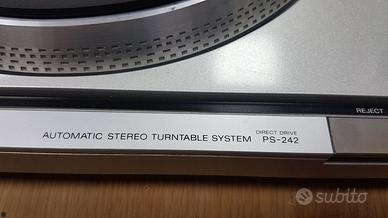 REJECT
AUTOMATIC STEREO TURNTABLE SYSTEM
DIRECT DRIVE
PS-242
subito